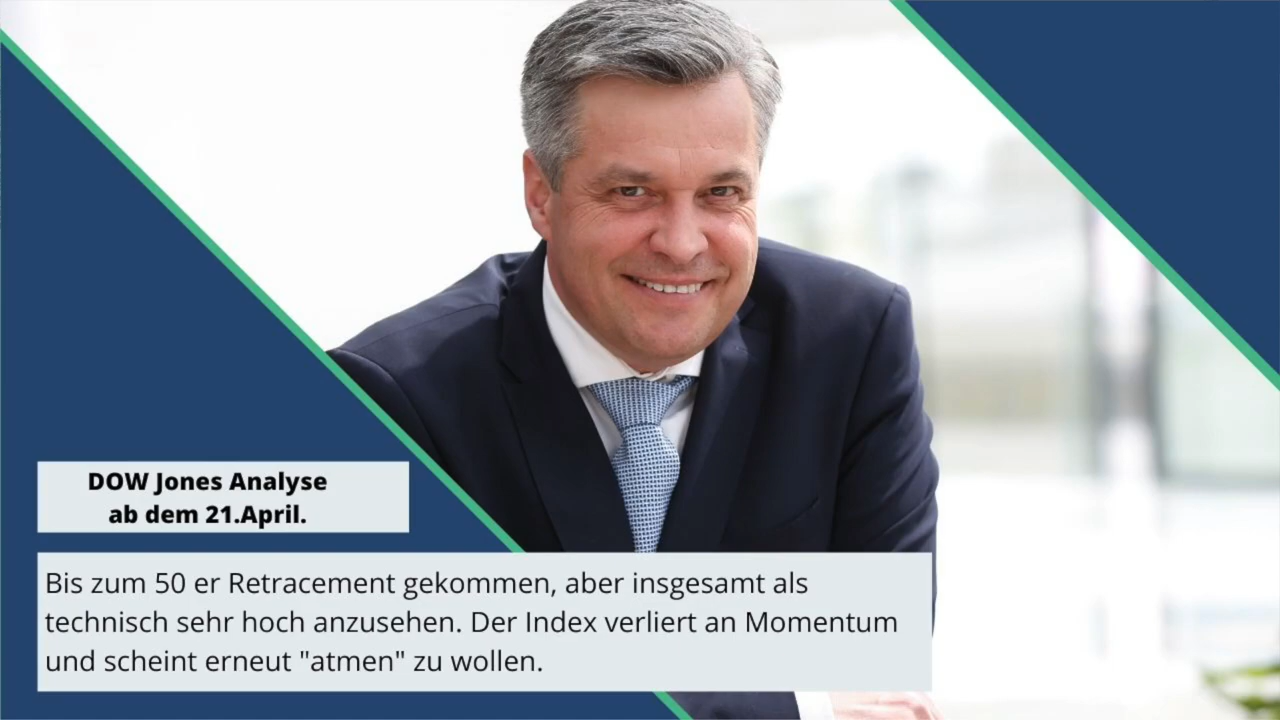 DOW Jones Analyse
ab dem 21.April.
Bis zum 50 er Retracement gekommen, aber insgesamt als
technisch sehr hoch anzusehen. Der Index verliert an Momentum
und scheint erneut "atmen" zu wollen.